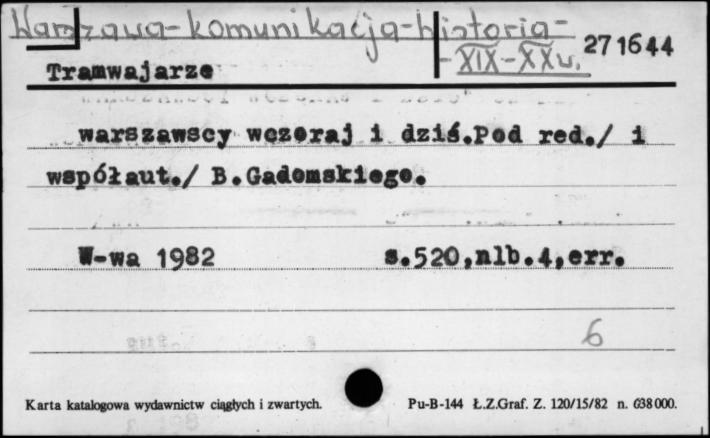 Warszawa-komunikacja-historia-
-XIX-XXw.
271644
Tramwajarze
warszawscy wczoraj i dziś.Pod red./ i
współaut./ B.Gadomskiego.
W-wa 1982 s.520,nlb.4,err.
6
Karta katalogowa wydawnictw ciągłych i zwartych. Pu-B-144 Ł.Z.Graf. Z. 120/15/82 n. 638000.